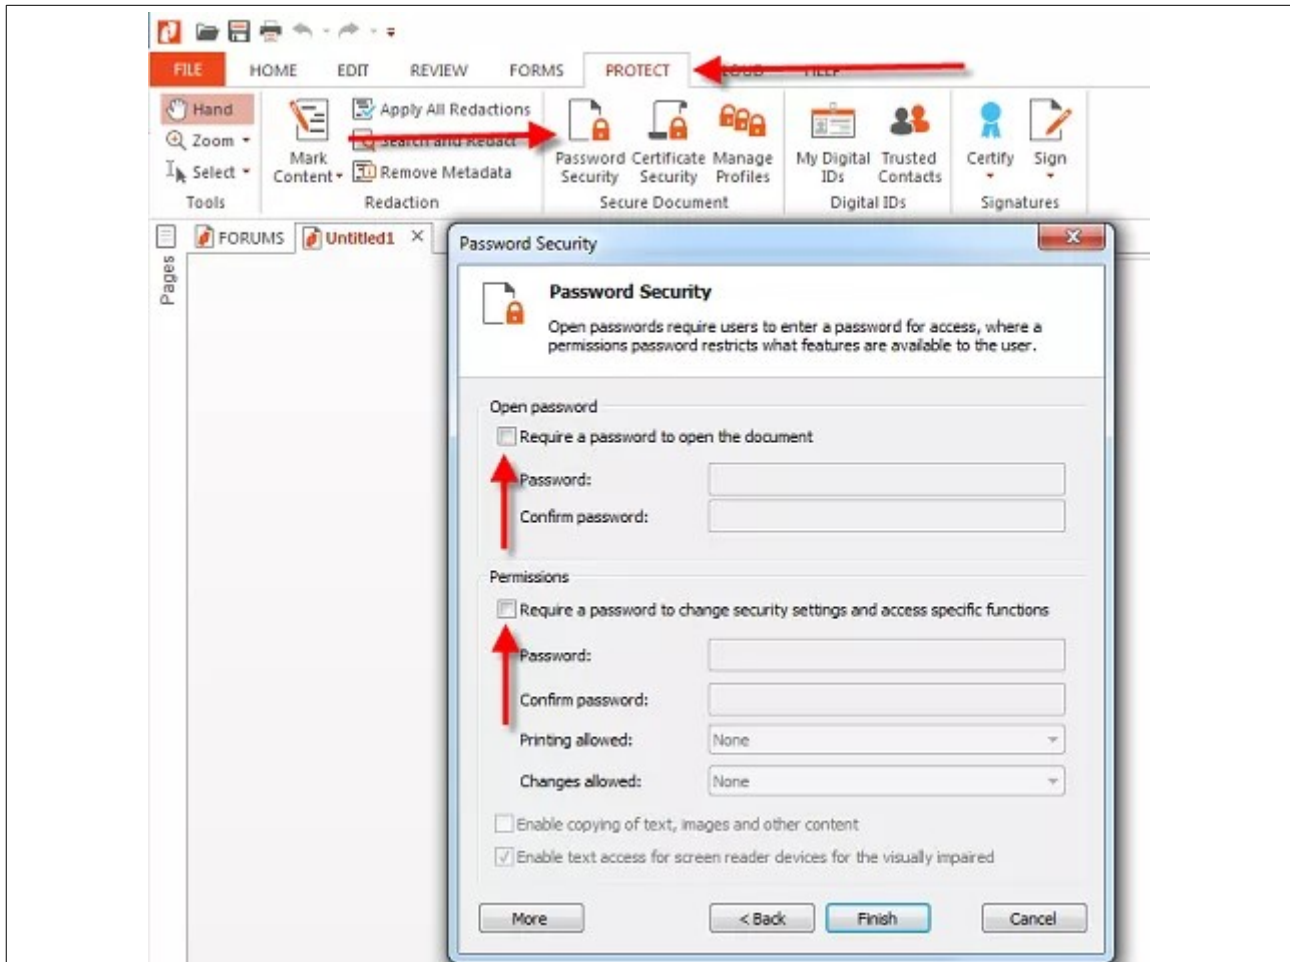 FILE HOME EDIT REVIEW FORMS PROTECT
Hand
Zoom
Select
Tools
Mark
Content
Apply All Redactions
Search and Redact
Remove Metadata
Redaction
Password
Security
Certificate
Security
Manage
Profiles
Secure Document
My Digital
IDs
Trusted
Contacts
Digital IDs
Certify
Sign
Signatures
Pages
FORUMS
Untitled1
Password Security
Password Security
Open passwords require users to enter a password for access, where a
permissions password restricts what features are available to the user.
Open password
Require a password to open the document
Password:
Confirm password:
Permissions
Require a password to change security settings and access specific functions
Password:
Confirm password:
Printing allowed: None
Changes allowed: None
Enable copying of text, images and other content
Enable text access for screen reader devices for the visually impaired
More < Back Finish Cancel